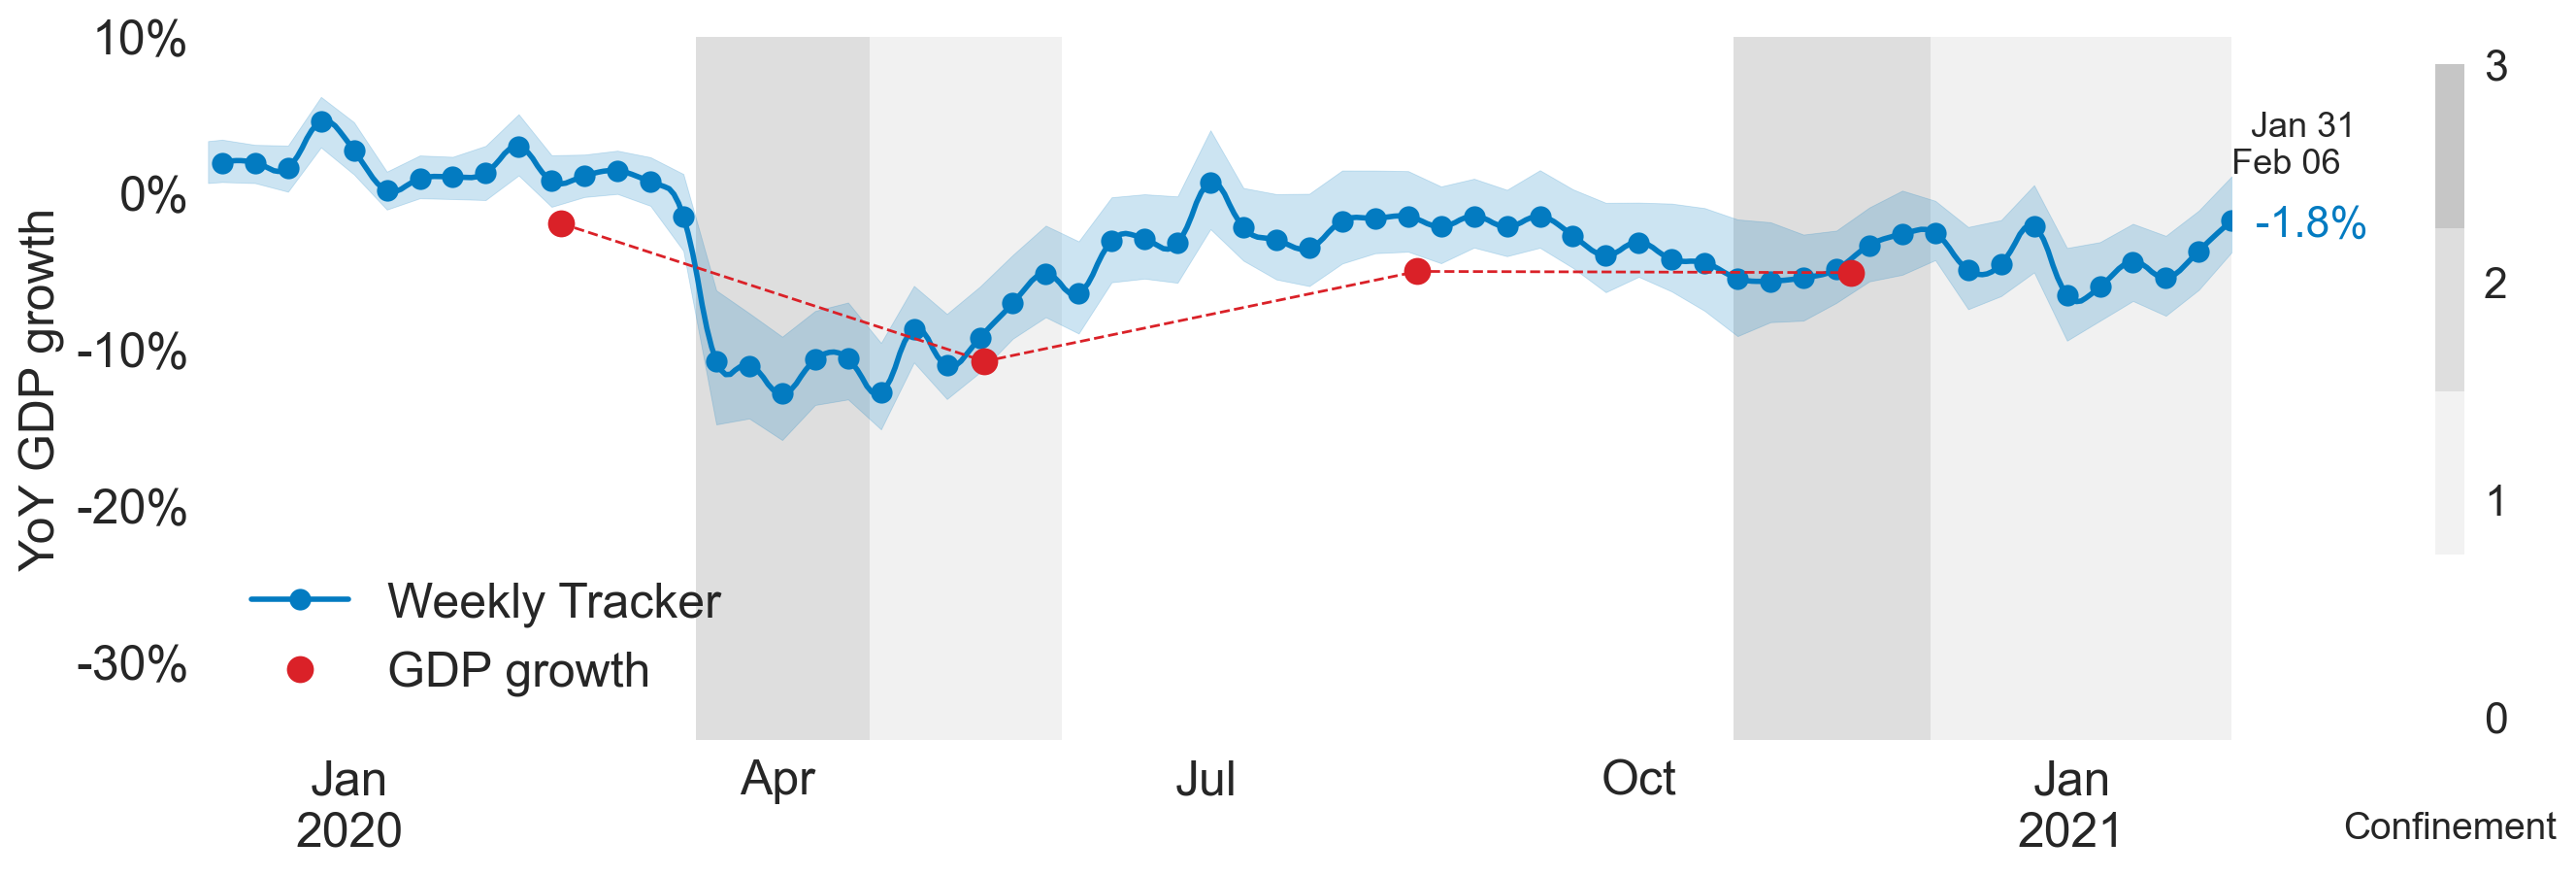 10%
0%
-10%
-20%
-30%
YoY GDP growth
Weekly Tracker
GDP growth
Jan
2020
Apr
Jul
Oct
Jan
2021
Jan 31
Feb 06
-1.8%
3
2
1
0
Confinement